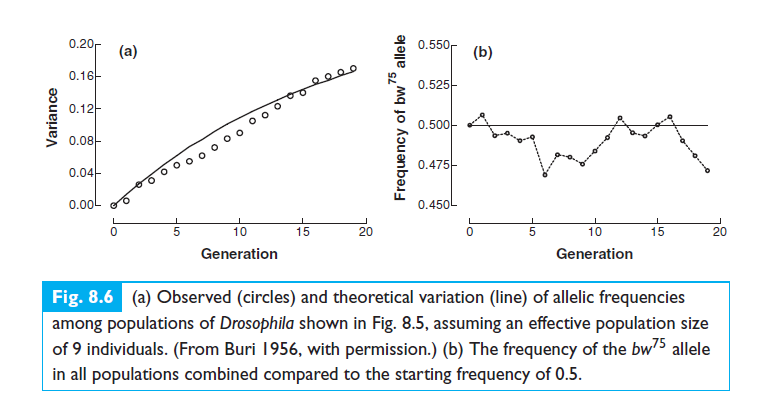 (a)
Variance
0.20
0.16
0.12
0.08
0.04
0.00
0 5 10 15 20
Generation
(b)
Frequency of bw75 allele
0.550
0.525
0.500
0.475
0.450
0 5 10 15 20
Generation
Fig. 8.6 (a) Observed (circles) and theoretical variation (line) of allelic frequencies
among populations of Drosophila shown in Fig. 8.5, assuming an effective population size
of 9 individuals. (From Buri 1956, with permission.) (b) The frequency of the bw75 allele
in all populations combined compared to the starting frequency of 0.5.